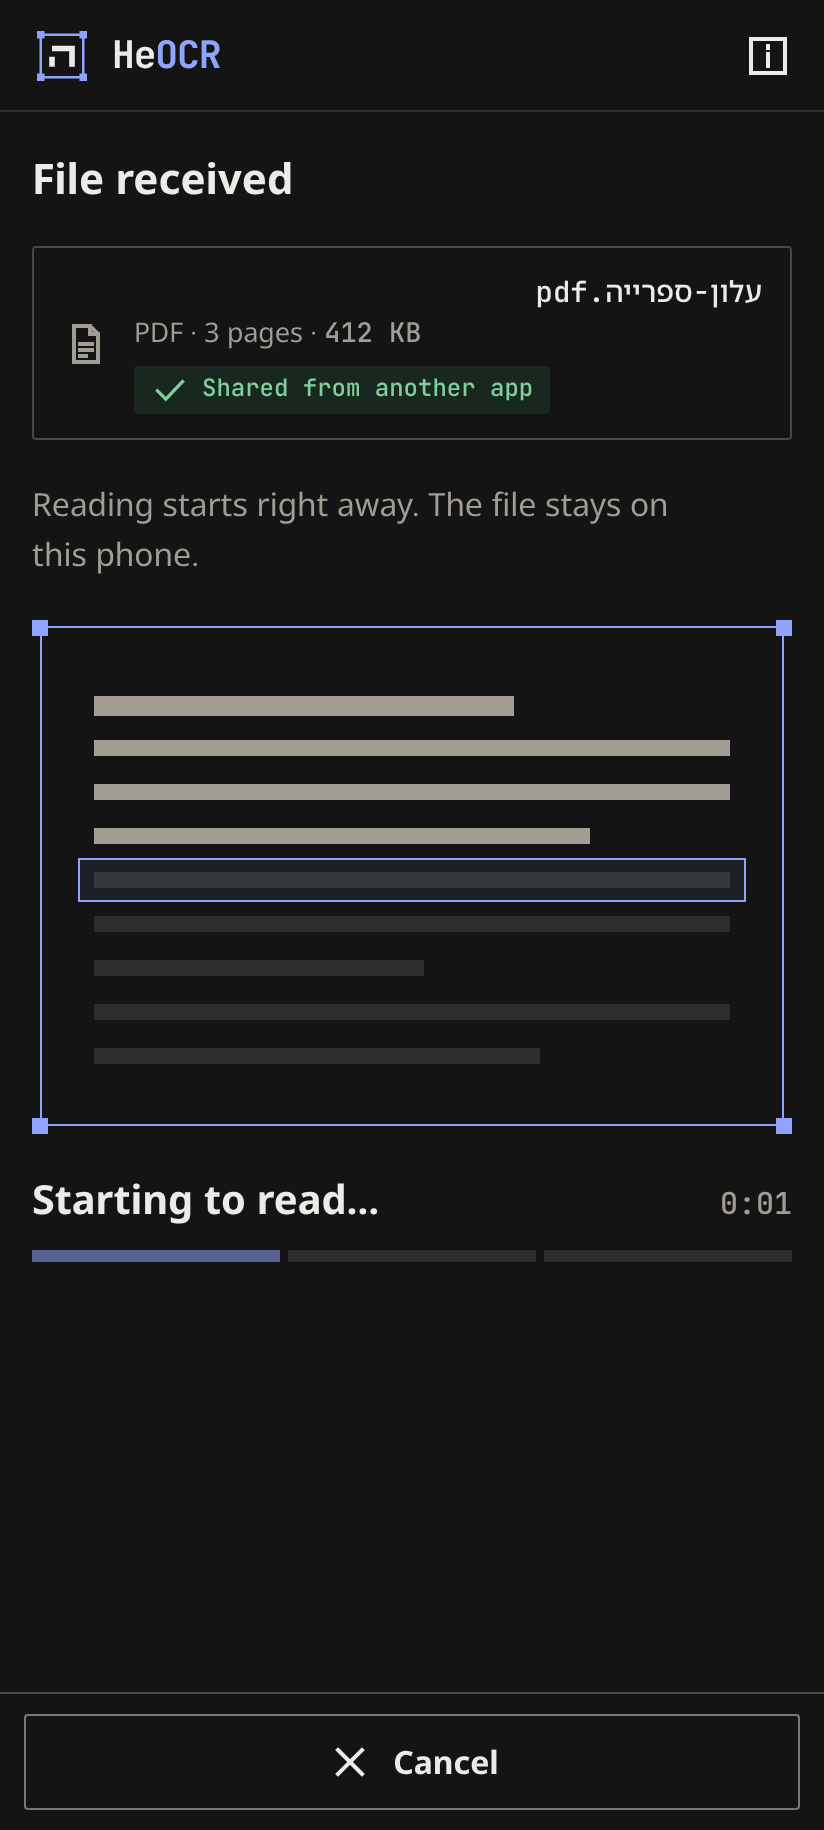 HeOCR
File received
עלון-ספרייה.pdf
PDF · 3 pages · 412 KB
Shared from another app
Reading starts right away. The file stays on
this phone.
Starting to read…
0:01
Cancel